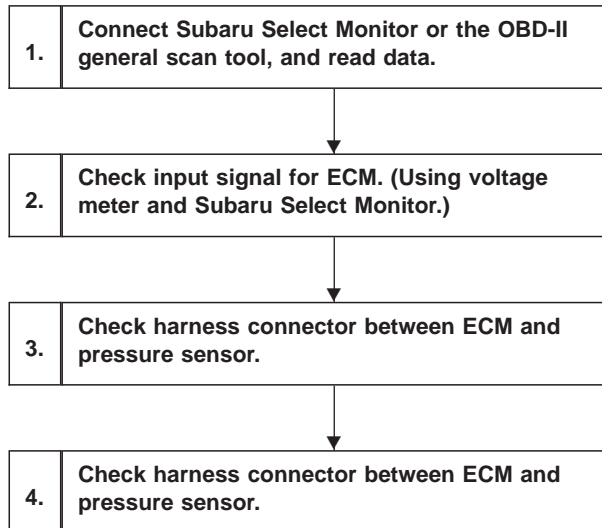 1.
Connect Subaru Select Monitor or the OBD-II
general scan tool, and read data.
2.
Check input signal for ECM. (Using voltage
meter and Subaru Select Monitor.)
3.
Check harness connector between ECM and
pressure sensor.
4.
Check harness connector between ECM and
pressure sensor.